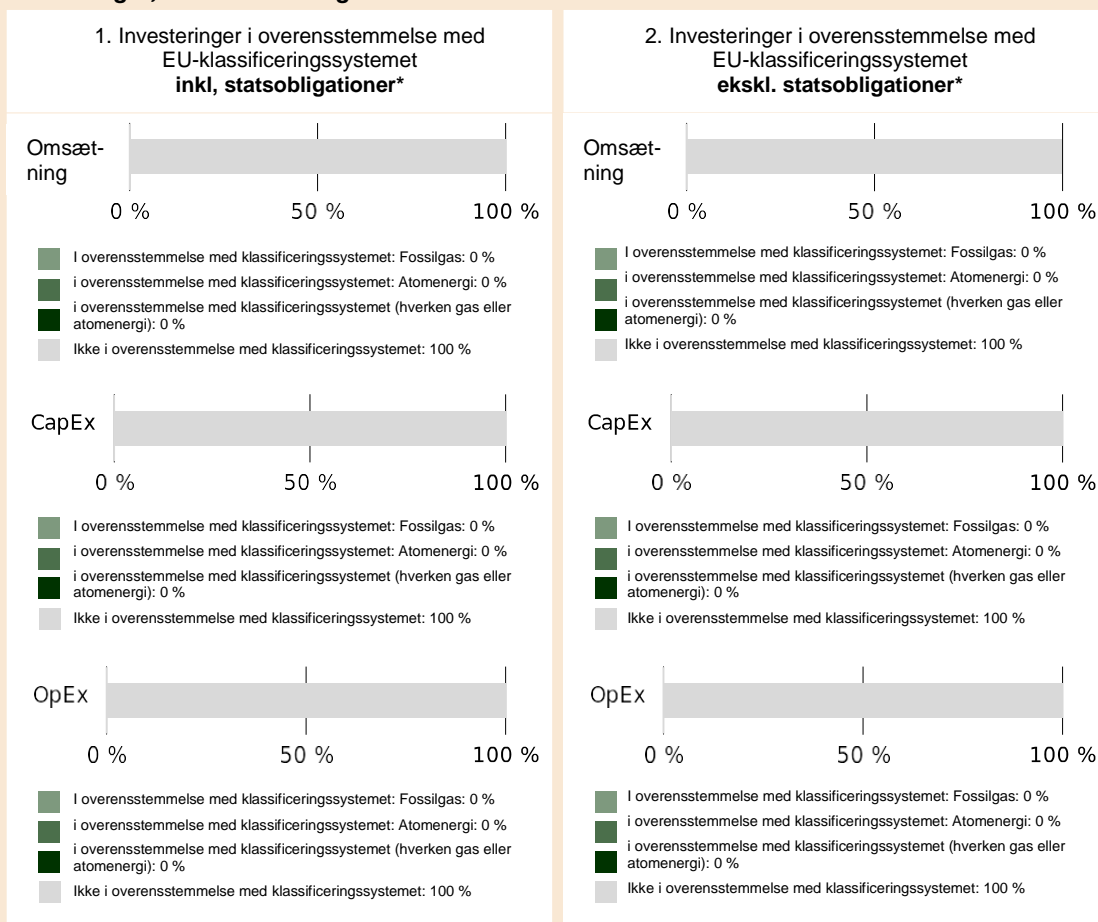 1. Investeringer i overensstemmelse med
EU-klassificeringssystemet
inkl, statsobligationer*
Omsæt-
ning
0 % 50 % 100 %
I overensstemmelse med klassificeringssystemet: Fossilgas: 0 %
i overensstemmelse med klassificeringssystemet: Atomenergi: 0 %
i overensstemmelse med klassificeringssystemet (hverken gas eller
atomenergi): 0 %
Ikke i overensstemmelse med klassificeringssystemet: 100 %
CapEx
0 % 50 % 100 %
I overensstemmelse med klassificeringssystemet: Fossilgas: 0 %
i overensstemmelse med klassificeringssystemet: Atomenergi: 0 %
i overensstemmelse med klassificeringssystemet (hverken gas eller
atomenergi): 0 %
Ikke i overensstemmelse med klassificeringssystemet: 100 %
OpEx
0 % 50 % 100 %
I overensstemmelse med klassificeringssystemet: Fossilgas: 0 %
i overensstemmelse med klassificeringssystemet: Atomenergi: 0 %
i overensstemmelse med klassificeringssystemet (hverken gas eller
atomenergi): 0 %
Ikke i overensstemmelse med klassificeringssystemet: 100 %
2. Investeringer i overensstemmelse med
EU-klassificeringssystemet
ekskl. statsobligationer*
Omsæt-
ning
0 % 50 % 100 %
I overensstemmelse med klassificeringssystemet: Fossilgas: 0 %
i overensstemmelse med klassificeringssystemet: Atomenergi: 0 %
i overensstemmelse med klassificeringssystemet (hverken gas eller
atomenergi): 0 %
Ikke i overensstemmelse med klassificeringssystemet: 100 %
CapEx
0 % 50 % 100 %
I overensstemmelse med klassificeringssystemet: Fossilgas: 0 %
i overensstemmelse med klassificeringssystemet: Atomenergi: 0 %
i overensstemmelse med klassificeringssystemet (hverken gas eller
atomenergi): 0 %
Ikke i overensstemmelse med klassificeringssystemet: 100 %
OpEx
0 % 50 % 100 %
I overensstemmelse med klassificeringssystemet: Fossilgas: 0 %
i overensstemmelse med klassificeringssystemet: Atomenergi: 0 %
i overensstemmelse med klassificeringssystemet (hverken gas eller
atomenergi): 0 %
Ikke i overensstemmelse med klassificeringssystemet: 100 %